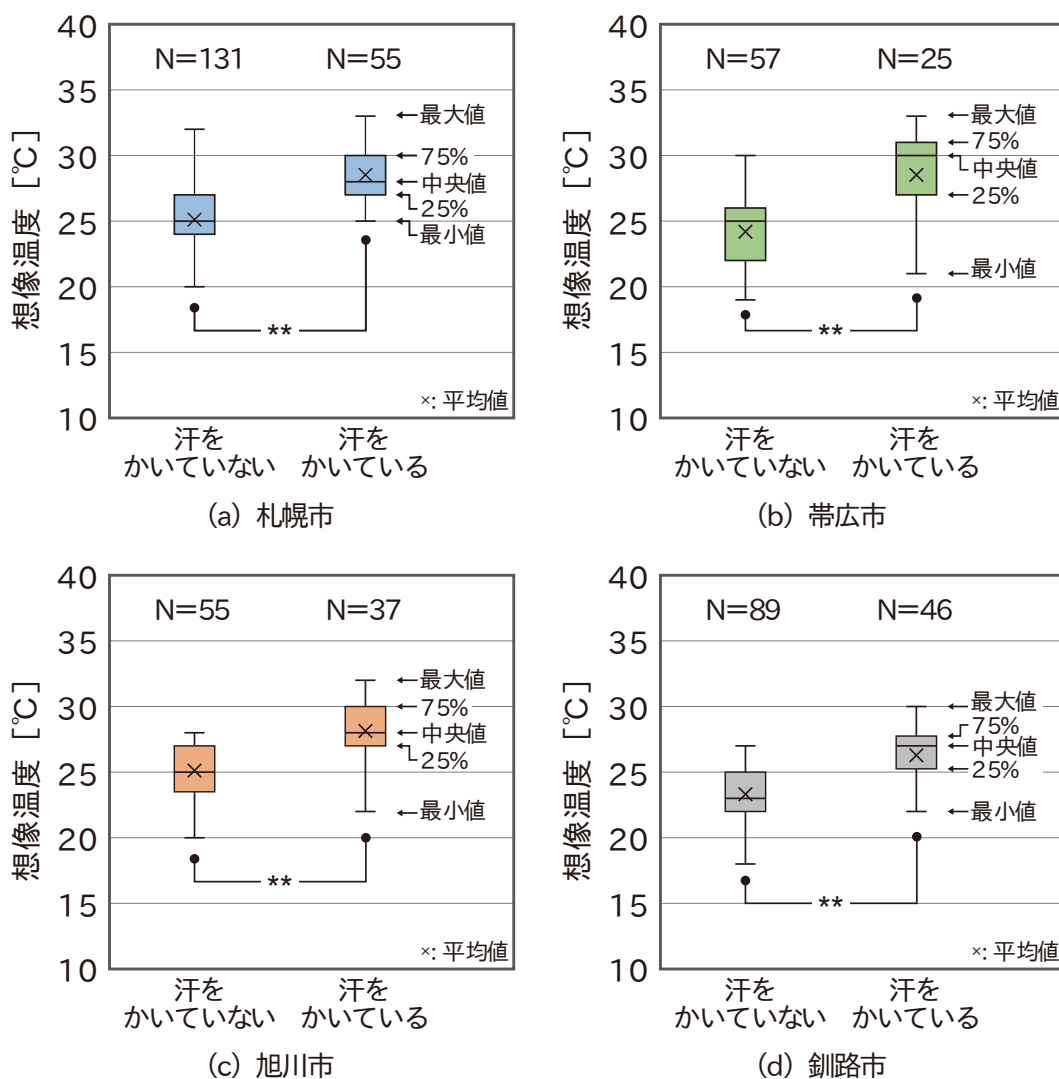 40
35
30
25
20
15
10
想像温度 [℃]
N=131
N=55
最大値
75%
中央値
25%
最小値
**
×: 平均値
汗を
かいていない
汗を
かいている
(a) 札幌市
40
35
30
25
20
15
10
想像温度 [℃]
N=57
N=25
最大値
75%
中央値
25%
最小値
**
×: 平均値
汗を
かいていない
汗を
かいている
(b) 帯広市
40
35
30
25
20
15
10
想像温度 [℃]
N=55
N=37
最大値
75%
中央値
25%
最小値
**
×: 平均値
汗を
かいていない
汗を
かいている
(c) 旭川市
40
35
30
25
20
15
10
想像温度 [℃]
N=89
N=46
最大値
75%
中央値
25%
最小値
**
×: 平均値
汗を
かいていない
汗を
かいている
(d) 釧路市